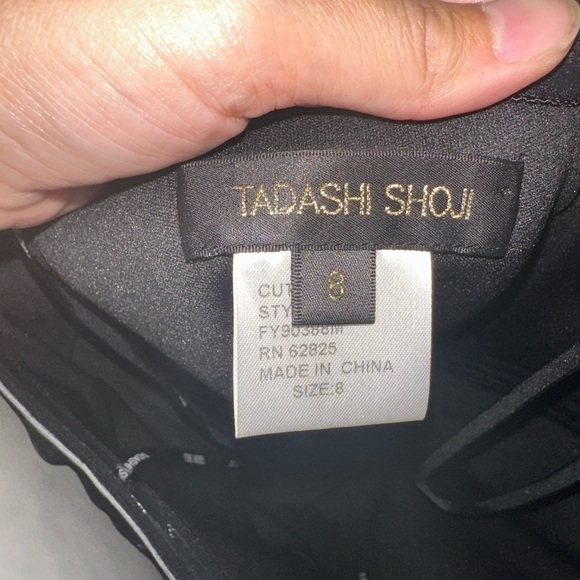 TADASHI SHOJI
8
CUT
STY
FY90388M
RN 62825
MADE IN CHINA
SIZE:8